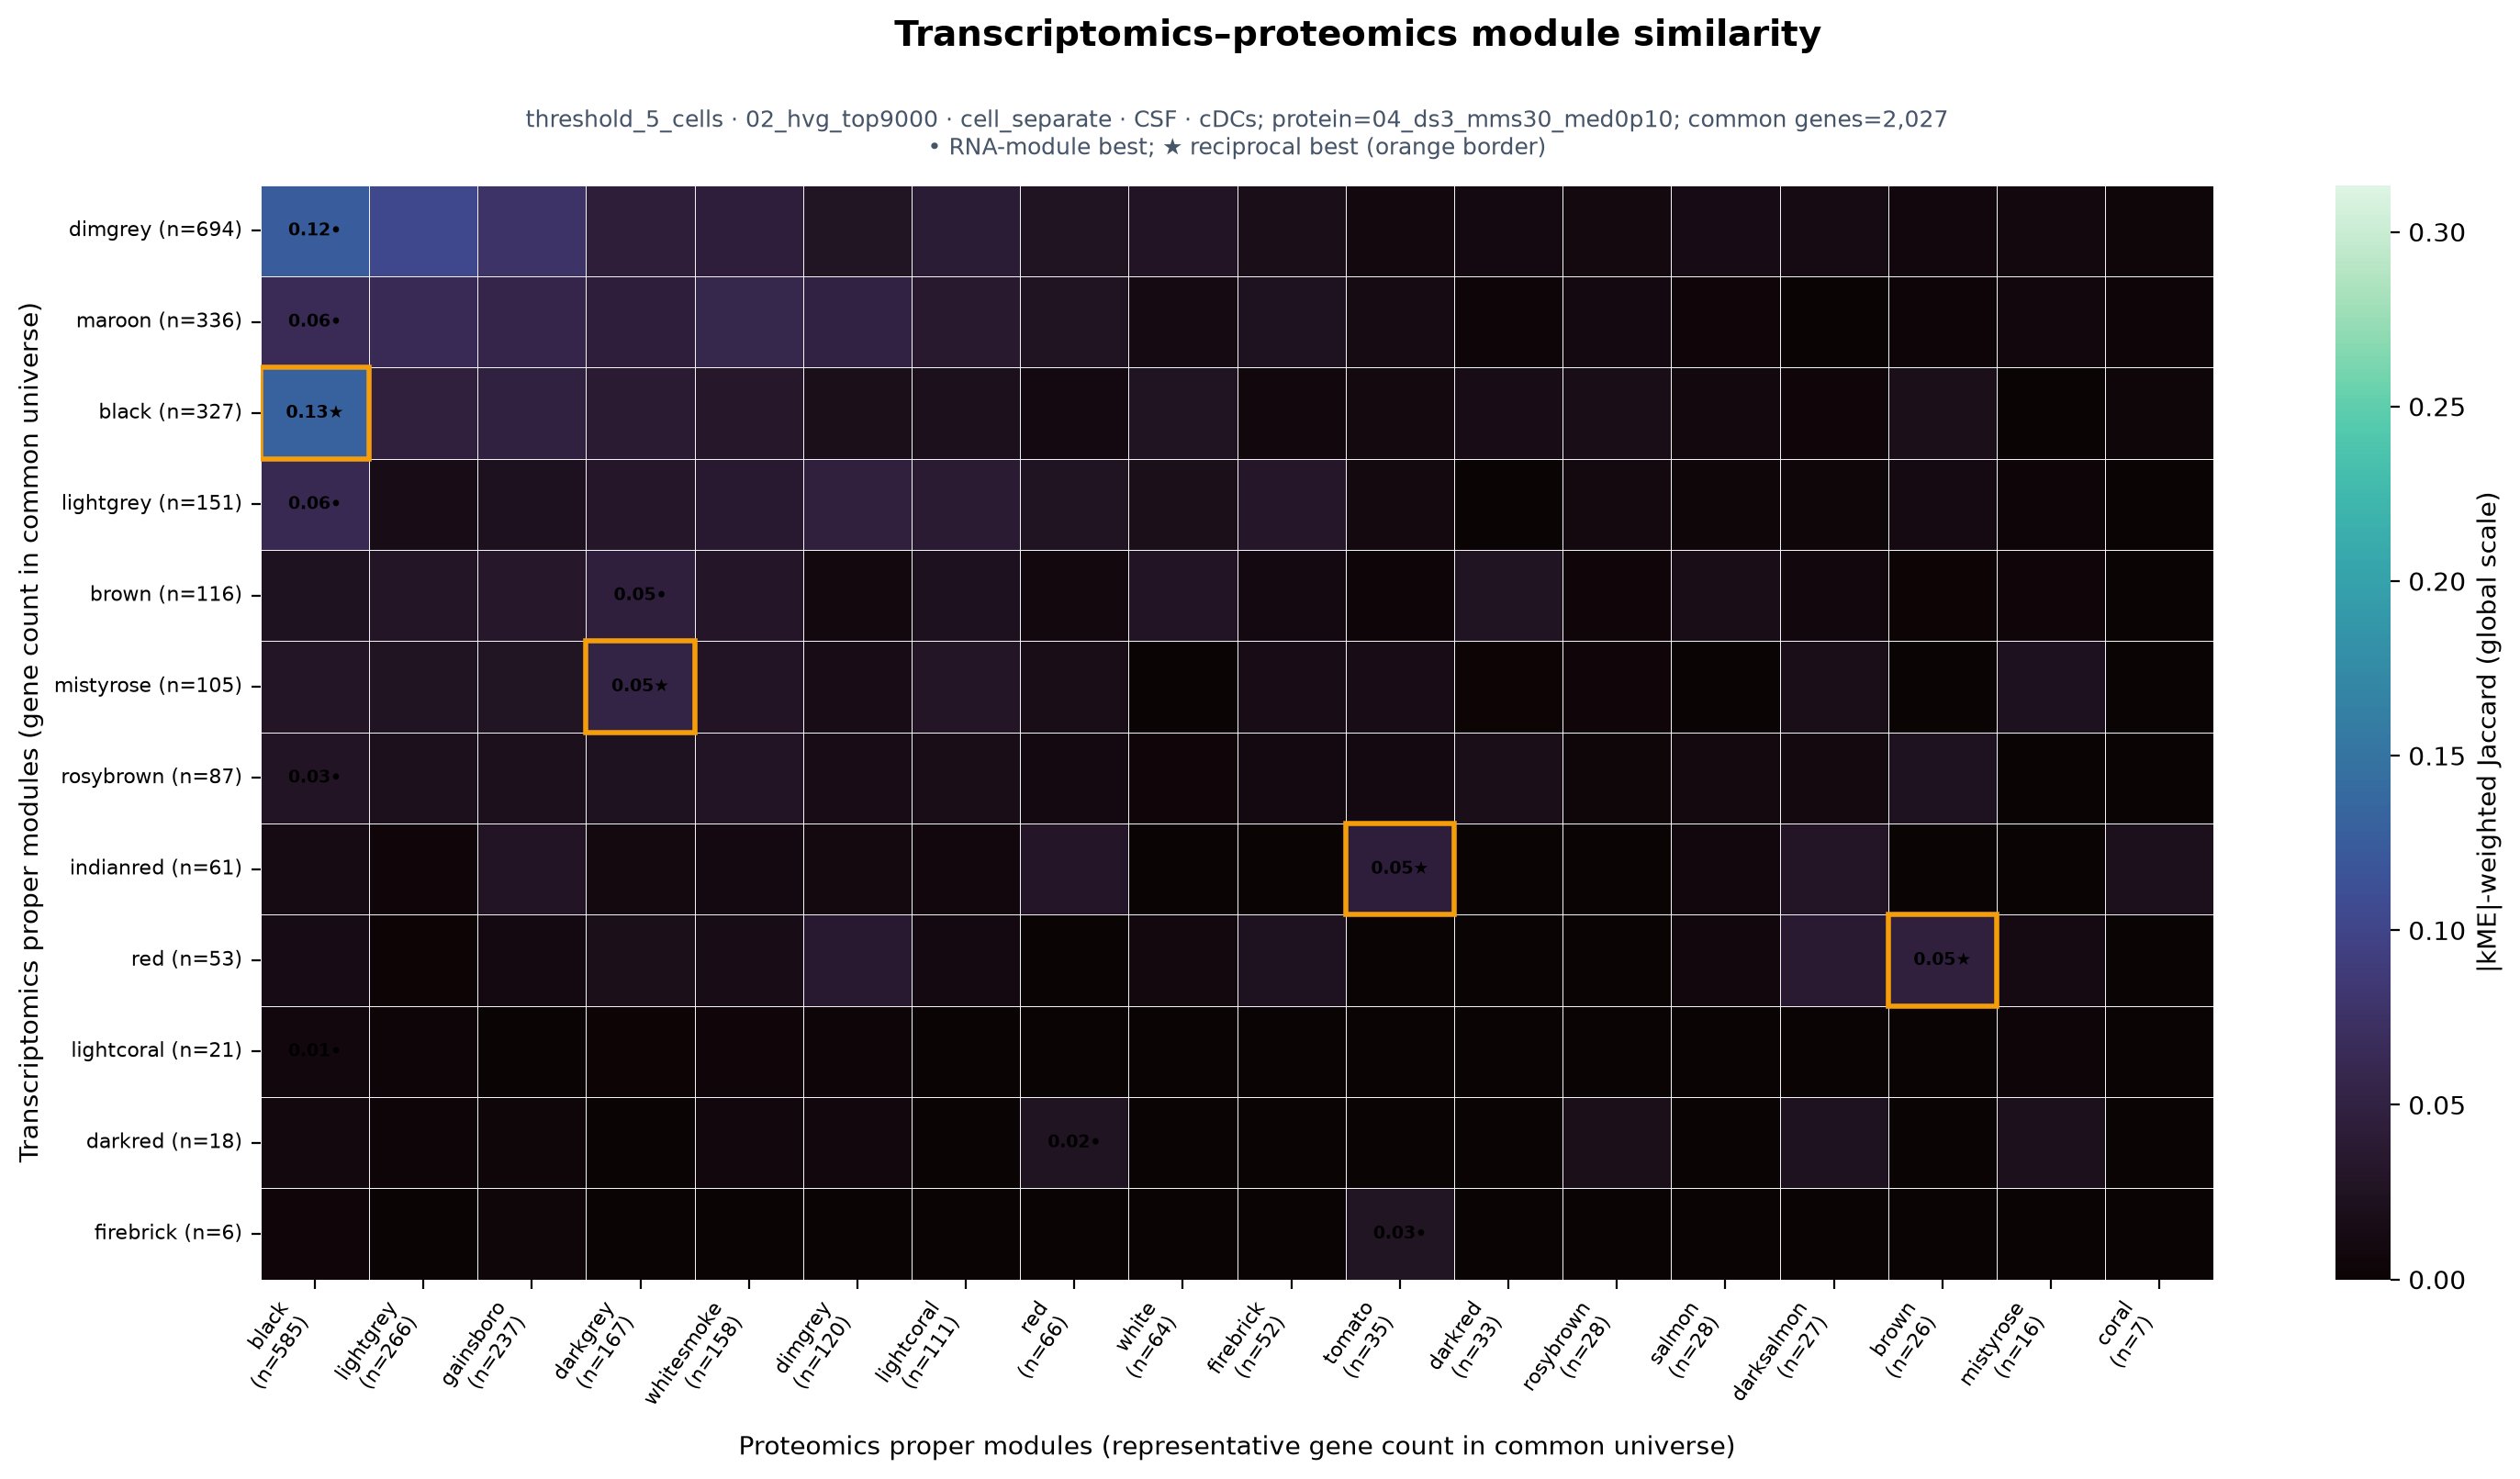 Transcriptomics–proteomics module similarity
threshold_5_cells · 02_hvg_top9000 · cell_separate · CSF · cDCs; protein=04_ds3_mms30_med0p10; common genes=2,027
• RNA-module best; ★ reciprocal best (orange border)
Transcriptomics proper modules (gene count in common universe)
dimgrey (n=694)
0.12•
maroon (n=336)
0.06•
black (n=327)
0.13★
lightgrey (n=151)
0.06•
brown (n=116)
0.05•
mistyrose (n=105)
0.05★
rosybrown (n=87)
0.03•
indianred (n=61)
0.05★
red (n=53)
0.05★
lightcoral (n=21)
0.01•
darkred (n=18)
0.02•
firebrick (n=6)
0.03•
black
(n=585)
lightgrey
(n=266)
gainsboro
(n=237)
darkgrey
(n=167)
whitesmoke
(n=158)
dimgrey
(n=120)
lightcoral
(n=111)
red
(n=66)
white
(n=64)
firebrick
(n=52)
tomato
(n=35)
darkred
(n=33)
rosybrown
(n=28)
salmon
(n=28)
darksalmon
(n=27)
brown
(n=26)
mistyrose
(n=16)
coral
(n=7)
Proteomics proper modules (representative gene count in common universe)
0.30
0.25
0.20
0.15
0.10
0.05
0.00
|kME|-weighted Jaccard (global scale)